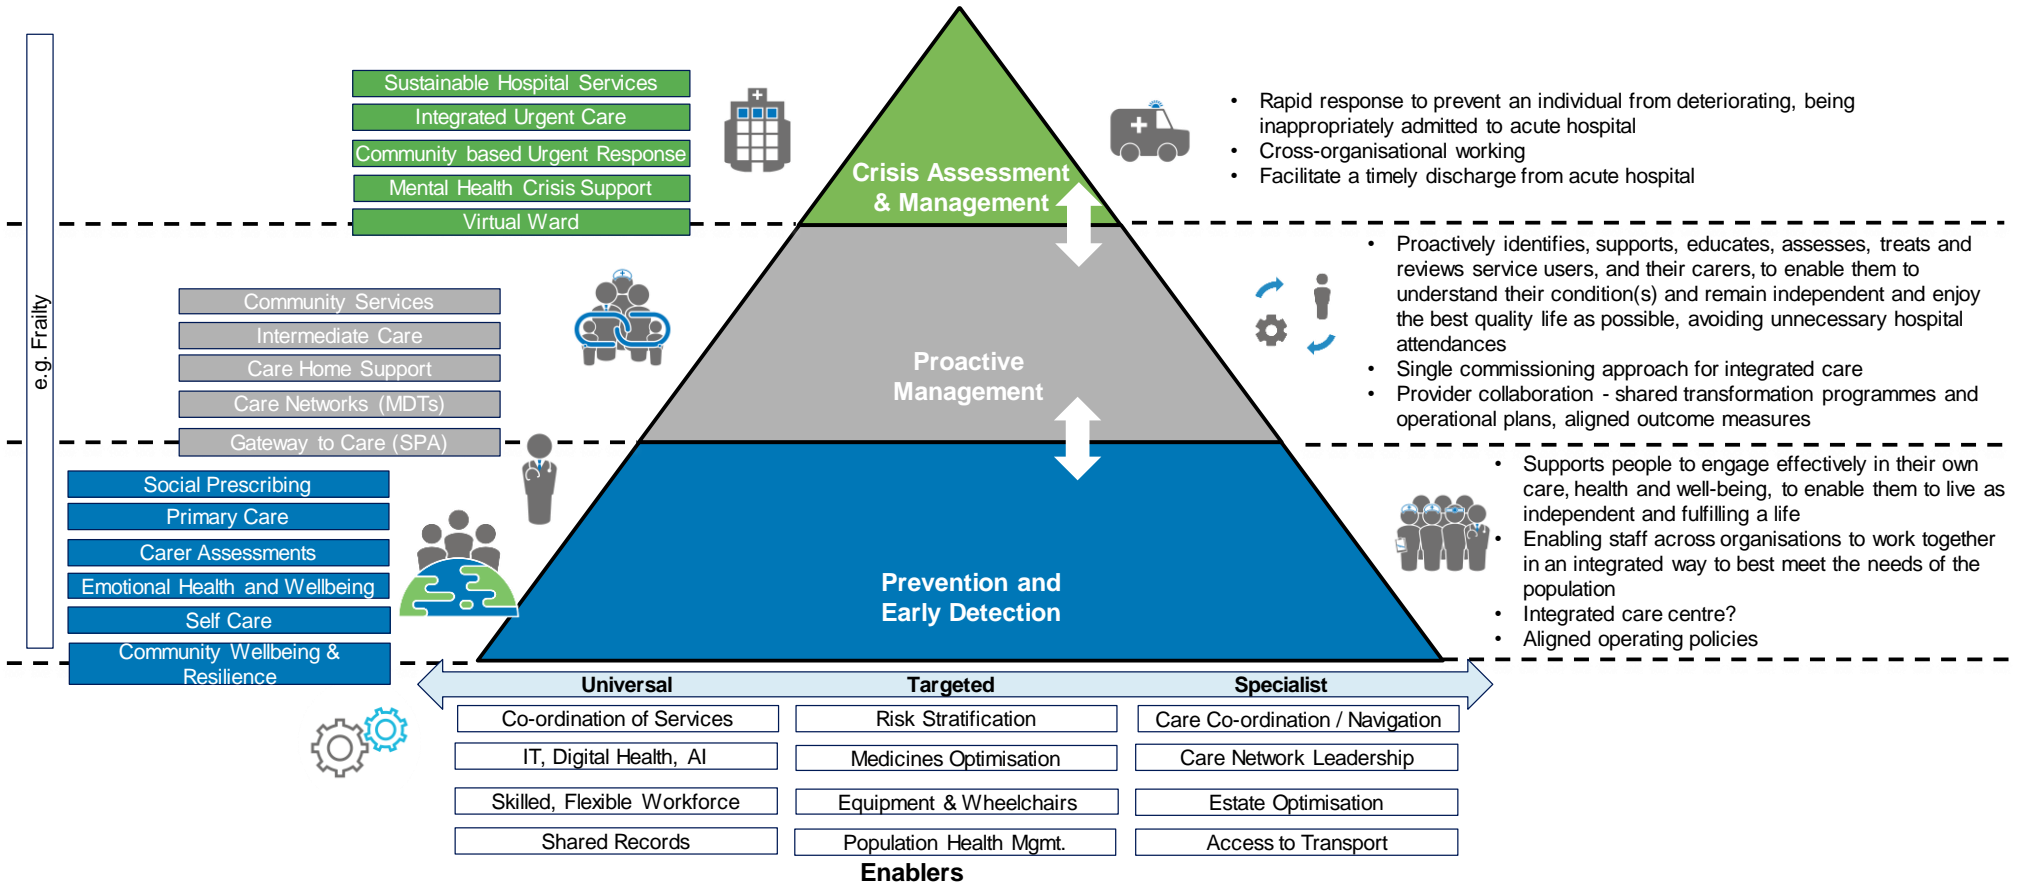 e.g. Frailty
Sustainable Hospital Services
Integrated Urgent Care
Community based Urgent Response
Mental Health Crisis Support
Virtual Ward
Crisis Assessment
& Management
• Rapid response to prevent an individual from deteriorating, being
inappropriately admitted to acute hospital
• Cross-organisational working
• Facilitate a timely discharge from acute hospital
Community Services
Intermediate Care
Care Home Support
Care Networks (MDTs)
Gateway to Care (SPA)
Proactive
Management
• Proactively identifies, supports, educates, assesses, treats and
reviews service users, and their carers, to enable them to
understand their condition(s) and remain independent and enjoy
the best quality life as possible, avoiding unnecessary hospital
attendances
• Single commissioning approach for integrated care
• Provider collaboration - shared transformation programmes and
operational plans, aligned outcome measures
Social Prescribing
Primary Care
Carer Assessments
Emotional Health and Wellbeing
Self Care
Community Wellbeing &
Resilience
Prevention and
Early Detection
• Supports people to engage effectively in their own
care, health and well-being, to enable them to live as
independent and fulfilling a life
• Enabling staff across organisations to work together
in an integrated way to best meet the needs of the
population
• Integrated care centre?
• Aligned operating policies
Universal
Targeted
Specialist
Co-ordination of Services
Risk Stratification
Care Co-ordination / Navigation
IT, Digital Health, AI
Medicines Optimisation
Care Network Leadership
Skilled, Flexible Workforce
Equipment & Wheelchairs
Estate Optimisation
Shared Records
Population Health Mgmt.
Access to Transport
Enablers